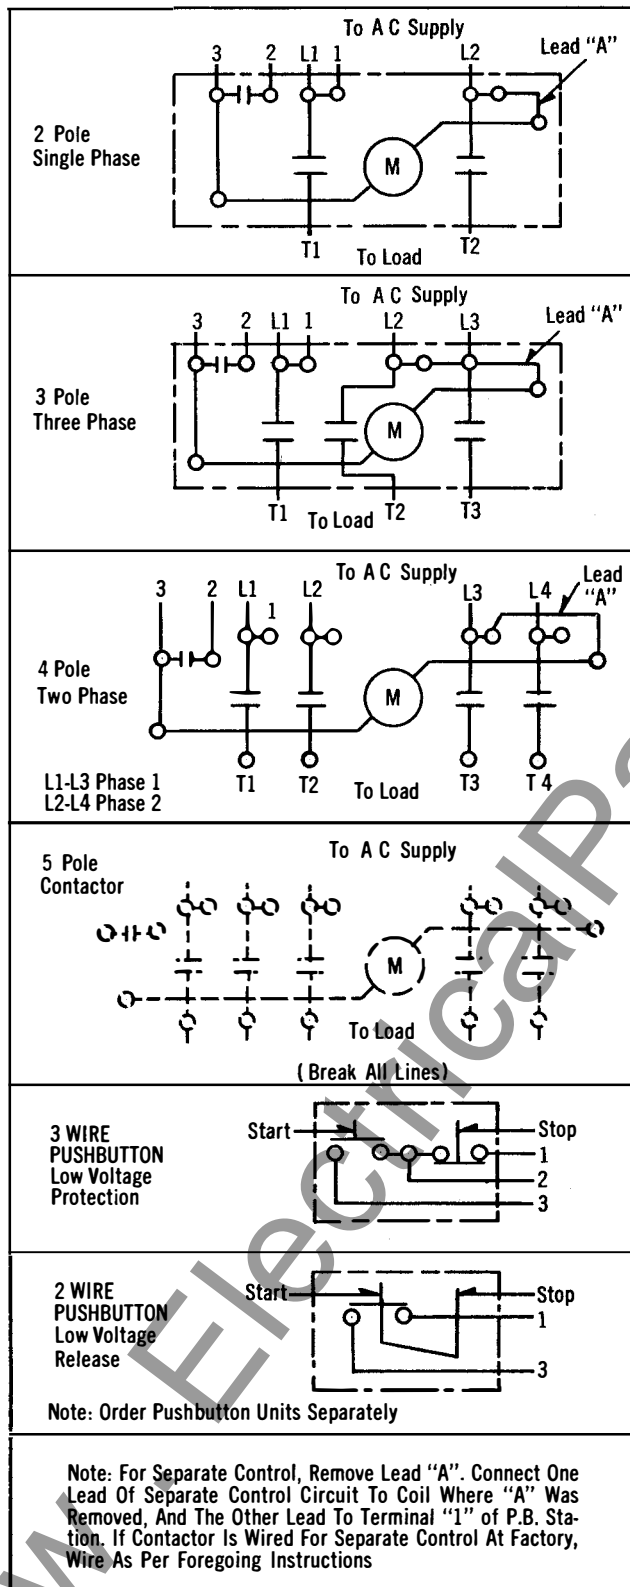 To A C Supply
3 2 L1 1 L2 Lead "A"
2 Pole
Single Phase
M
T1 To Load T2
To A C Supply
3 2 L1 1 L2 L3 Lead "A"
3 Pole
Three Phase
M
T1 To Load T2 T3
To A C Supply
3 2 L1 1 L2 L3 L4 Lead
"A"
4 Pole
Two Phase
M
T1 T2 To Load T3 T4
L1-L3 Phase 1
L2-L4 Phase 2
5 Pole
Contactor
To A C Supply
M
To Load
(Break All Lines)
3 WIRE
PUSHBUTTON
Low Voltage
Protection
Start Stop
1
2
3
2 WIRE
PUSHBUTTON
Low Voltage
Release
Start Stop
1
3
Note: Order Pushbutton Units Separately
Note: For Separate Control, Remove Lead "A". Connect One
Lead Of Separate Control Circuit To Coil Where "A" Was
Removed, And The Other Lead To Terminal "1" of P.B. Sta-
tion. If Contactor Is Wired For Separate Control At Factory,
Wire As Per Foregoing Instructions
w . ElectricalPa